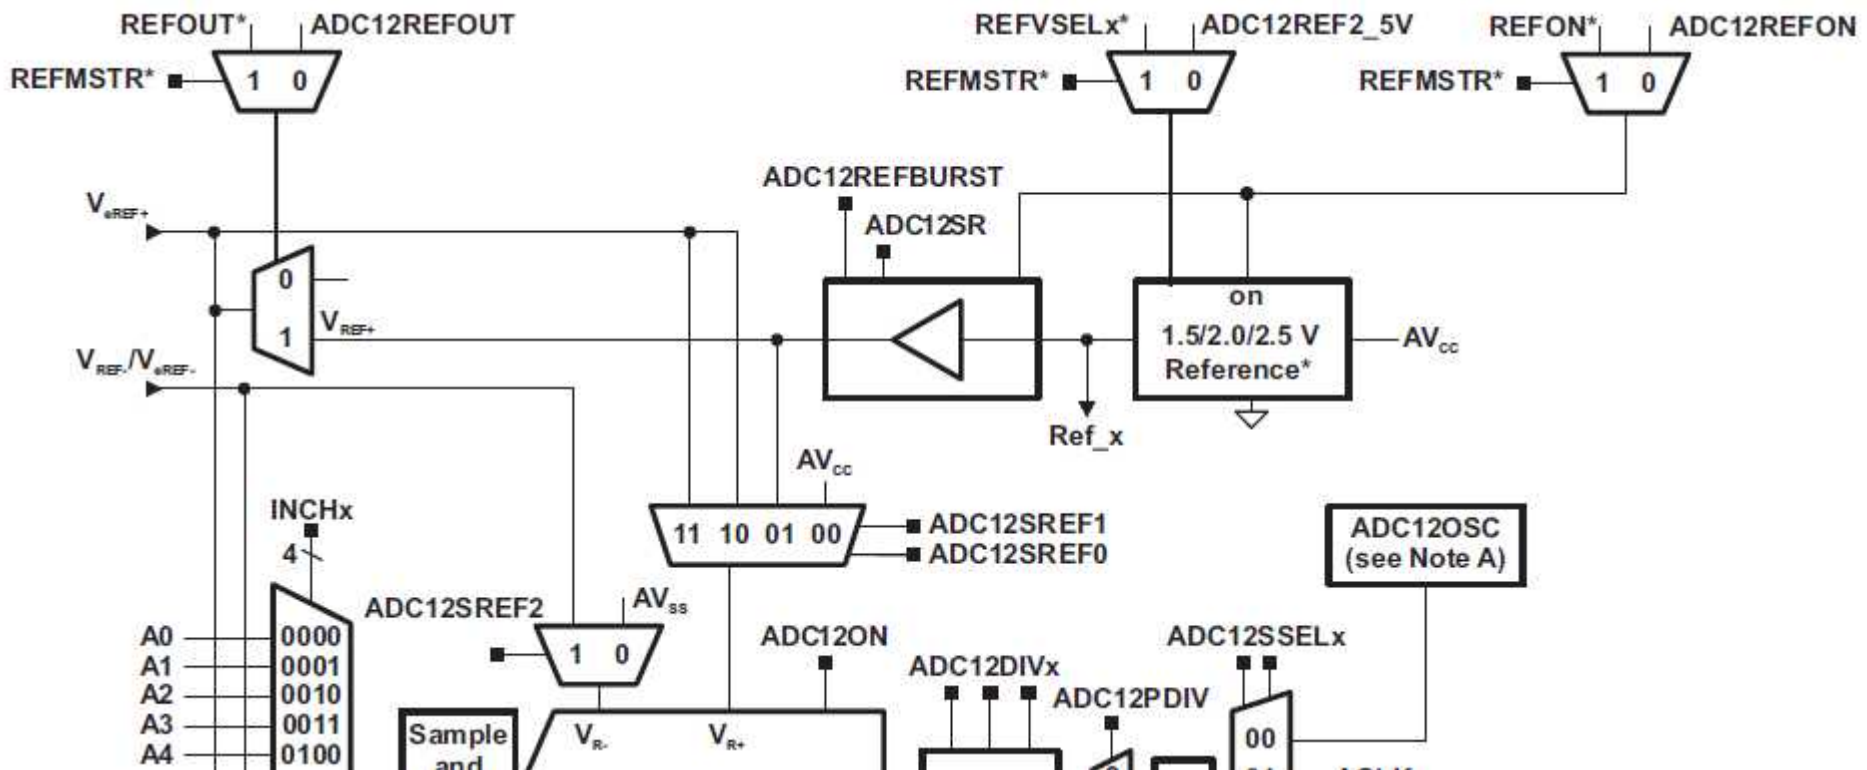 REFOUT* ADC12REFOUT REFVSELx* ADC12REF2_5V REFON* ADC12REFON
REFMSTR* 1 0 REFMSTR* 1 0 REFMSTR* 1 0
ADC12REFBURST
VeREF+
ADC12SR
0
on
1 VREF+ 1.5/2.0/2.5 V AVCC
VREF-/VeREF- Reference*
Ref_x
AVCC
INCHx
11 10 01 00 ADC12SREF1
4 ADC12SREF0
ADC12OSC
(see Note A)
ADC12SREF2 AVSS
A0 0000 1 0 ADC12ON ADC12SSELx
A1 0001 ADC12DIVx
A2 0010 ADC12PDIV
A3 0011 Sample VR- VR+ 00
A4 0100 and